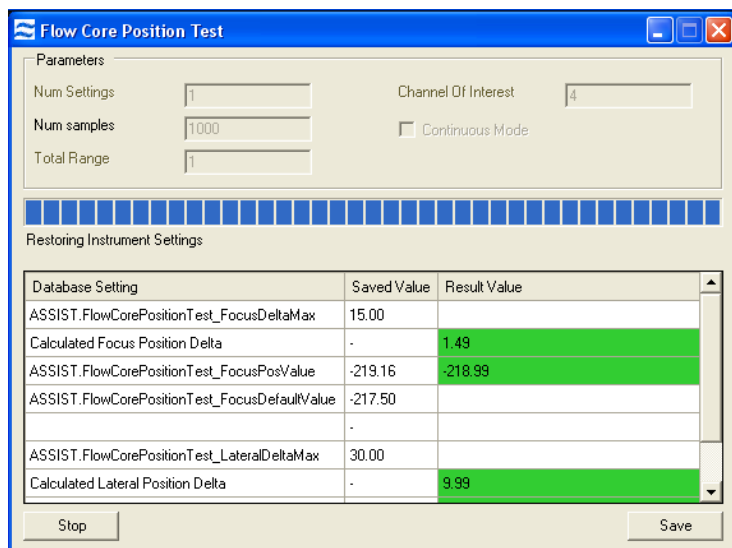 Flow Core Position Test
Parameters
Num Settings 1 Channel Of Interest 4
Num samples 1000 Continuous Mode
Total Range 1
Restoring Instrument Settings
Database Setting Saved Value Result Value
ASSIST.FlowCorePositionTest_FocusDeltaMax 15.00
Calculated Focus Position Delta - 1.49
ASSIST.FlowCorePositionTest_FocusPosValue -219.16 -218.99
ASSIST.FlowCorePositionTest_FocusDefaultValue -217.50
-
ASSIST.FlowCorePositionTest_LateralDeltaMax 30.00
Calculated Lateral Position Delta - 9.99
Stop Save